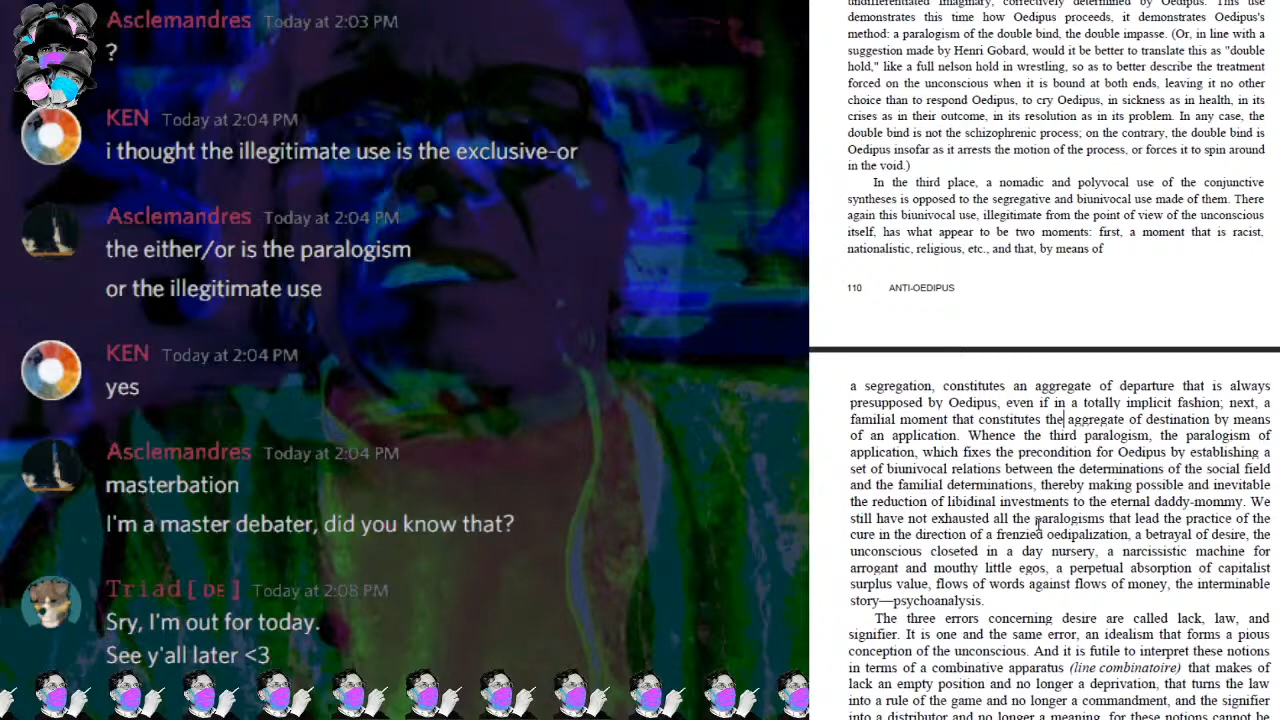 Asclemandres Today at 2:03 PM
?
KEN Today at 2:04 PM
i thought the illegitimate use is the exclusive-or
Asclemandres Today at 2:04 PM
the either/or is the paralogism
or the illegitimate use
KEN Today at 2:04 PM
yes
Asclemandres Today at 2:04 PM
masterbation
I'm a master debater, did you know that?
Triad[DE] Today at 2:08 PM
Sry, I'm out for today.
See y'all later <3
undifferentiated imaginary, correctively determined by Oedipus. This use
demonstrates this time how Oedipus proceeds, it demonstrates Oedipus's
method: a paralogism of the double bind, the double impasse. (Or, in line with a
suggestion made by Henri Gobard, would it be better to translate this as "double
hold," like a full nelson hold in wrestling, so as to better describe the treatment
forced on the unconscious when it is bound at both ends, leaving it no other
choice than to respond Oedipus, to cry Oedipus, in sickness as in health, in its
crises as in their outcome, in its resolution as in its problem. In any case, the
double bind is not the schizophrenic process; on the contrary, the double bind is
Oedipus insofar as it arrests the motion of the process, or forces it to spin around
in the void.)
In the third place, a nomadic and polyvocal use of the conjunctive
syntheses is opposed to the segregative and biunivocal use made of them. There
again this biunivocal use, illegitimate from the point of view of the unconscious
itself, has what appear to be two moments: first, a moment that is racist,
nationalistic, religious, etc., and that, by means of
110 ANTI-OEDIPUS
a segregation, constitutes an aggregate of departure that is always
presupposed by Oedipus, even if in a totally implicit fashion; next, a
familial moment that constitutes the aggregate of destination by means
of an application. Whence the third paralogism, the paralogism of
application, which fixes the precondition for Oedipus by establishing a
set of biunivocal relations between the determinations of the social field
and the familial determinations, thereby making possible and inevitable
the reduction of libidinal investments to the eternal daddy-mommy. We
still have not exhausted all the paralogisms that lead the practice of the
cure in the direction of a frenzied oedipalization, a betrayal of desire, the
unconscious closeted in a day nursery, a narcissistic machine for
arrogant and mouthy little egos, a perpetual absorption of capitalist
surplus value, flows of words against flows of money, the interminable
story—psychoanalysis.
The three errors concerning desire are called lack, law, and
signifier. It is one and the same error, an idealism that forms a pious
conception of the unconscious. And it is futile to interpret these notions
in terms of a combinative apparatus (line combinatoire) that makes of
lack an empty position and no longer a deprivation, that turns the law
into a rule of the game and no longer a commandment, and the signifier
into a distributor and no longer a meaning, for these notions cannot be